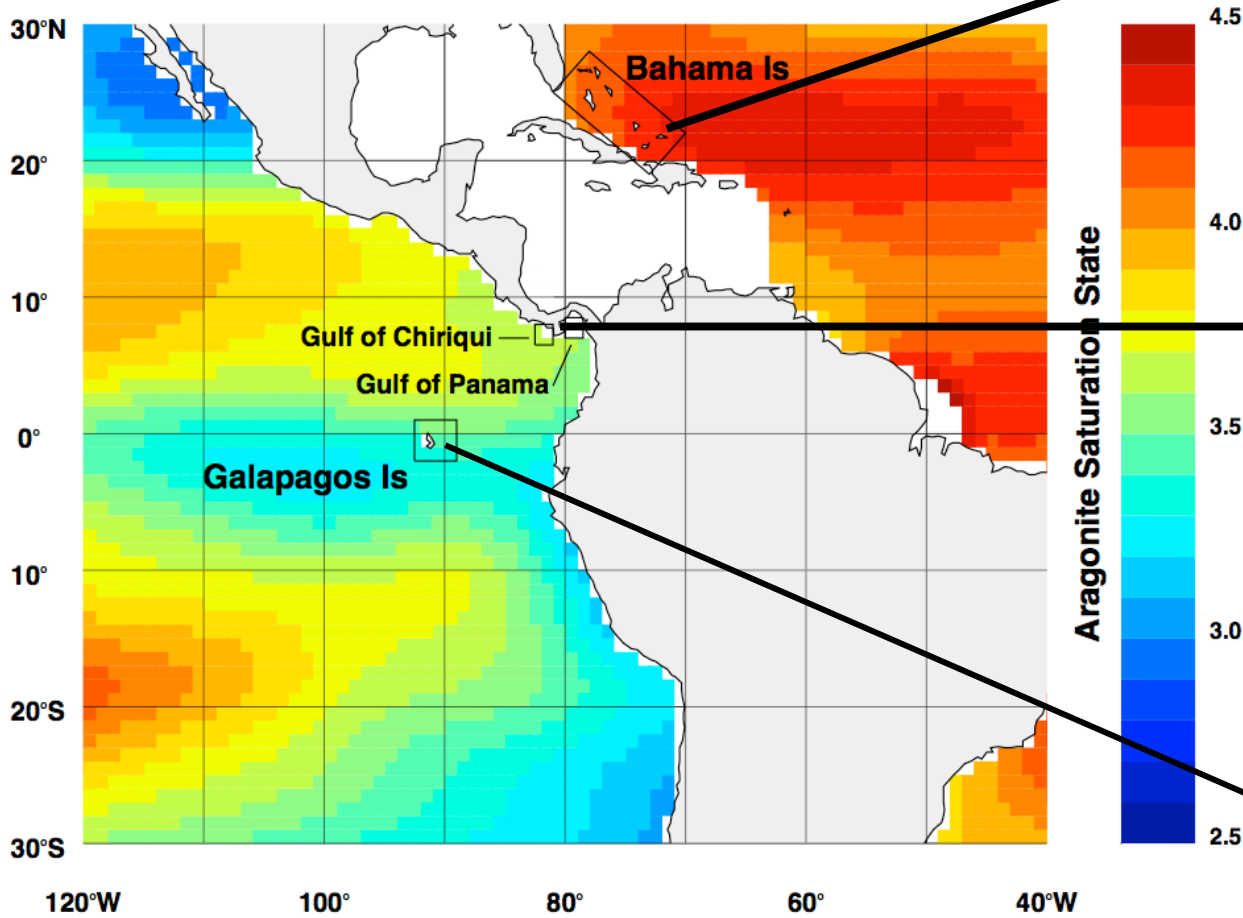 30°N
20°
10°
0°
10°
20°S
30°S
120°W
100°
80°
60°
40°W
Bahama Is
Gulf of Chiriqui
Gulf of Panama
Galapagos Is
Aragonite Saturation State
4.5
4.0
3.5
3.0
2.5